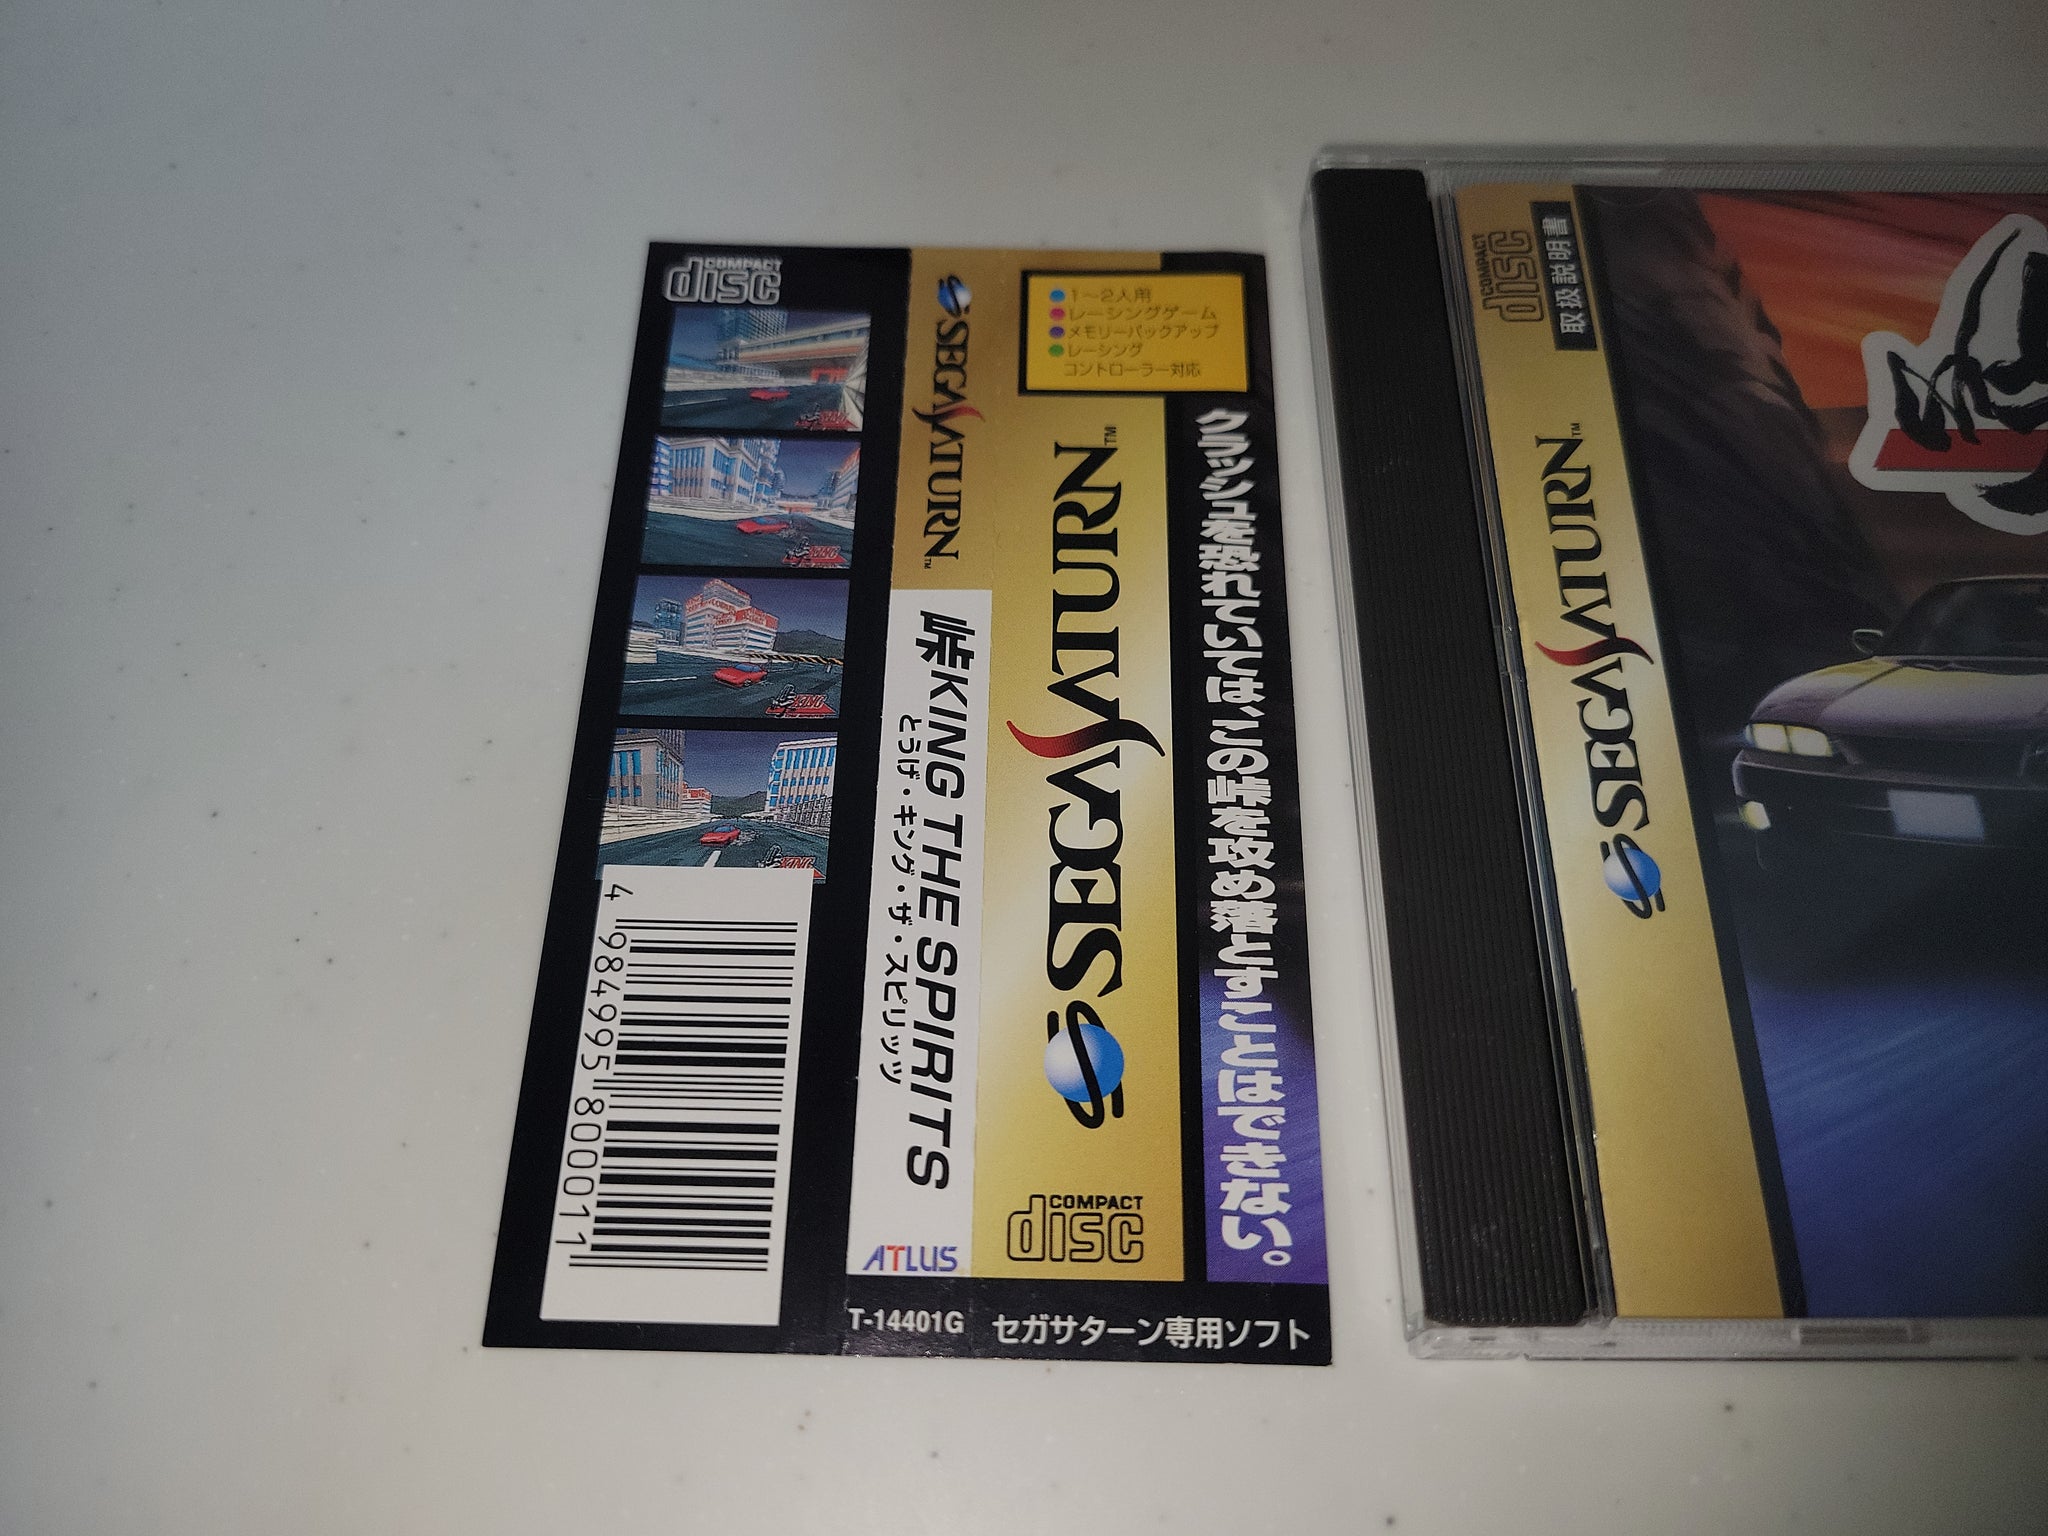 COMPACT
disc
4 984995 800011
SEGA SATURN™
峠KING THE SPIRITS
とうげ・キング・ザ・スピリッツ
ATLUS
T-14401G
1〜2人用
レーシングゲーム
メモリーバックアップ
レーシング
コントローラー対応
SEGA SATURN™
COMPACT
disc
クラッシュを恐れていては、この峠を攻め落とすことはできない。
セガサターン専用ソフト
COMPACT
disc
取扱説明書
SEGA SATURN™